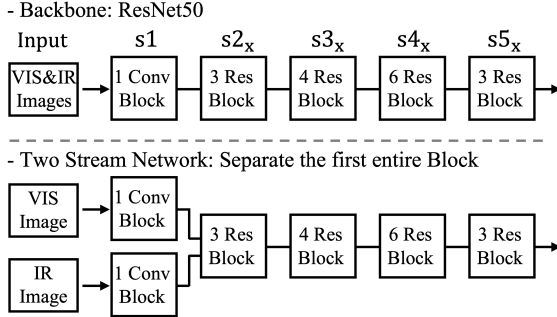 - Backbone: ResNet50
Input s1 s2x s3x s4x s5x
VIS&IR Images
1 Conv Block
3 Res Block
4 Res Block
6 Res Block
3 Res Block
- Two Stream Network: Separate the first entire Block
VIS Image
1 Conv Block
IR Image
1 Conv Block
3 Res Block
4 Res Block
6 Res Block
3 Res Block